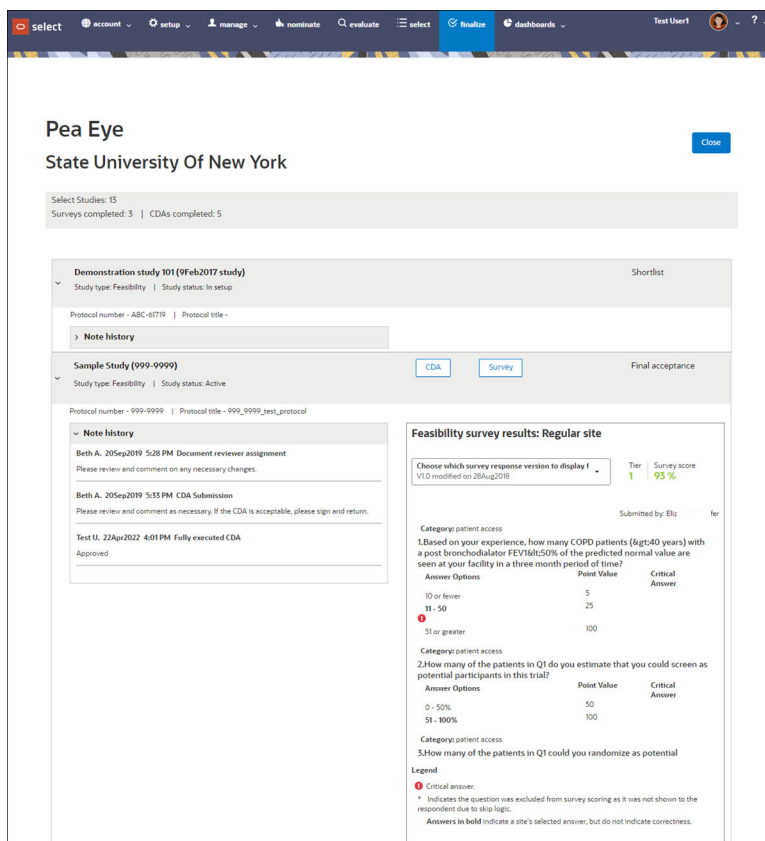 select account setup manage nominate evaluate select finalize dashboards Test User1 ?
Pea Eye
Close
State University Of New York
Select Studies: 13
Surveys completed: 3 | CDAs completed: 5
Demonstration study 101 (9Feb2017 study) Shortlist
Study type: Feasibility | Study status: In setup
Protocol number - ABC-61719 | Protocol title -
Note history
Sample Study (999-9999) CDA Survey Final acceptance
Study type: Feasibility | Study status: Active
Protocol number - 999-9999 | Protocol title - 999_9999_test_protocol
Note history
Beth A. 20Sep2019 5:28 PM Document reviewer assignment
Please review and comment on any necessary changes.
Beth A. 20Sep2019 5:33 PM CDA Submission
Please review and comment as necessary. If the CDA is acceptable, please sign and return.
Test U. 22Apr2022 4:01 PM Fully executed CDA
Approved
Feasibility survey results: Regular site
Choose which survey response version to display f
V1.0 modified on 28Aug2018
Tier Survey score
1 93 %
Submitted by: Eliz fer
Category: patient access
1.Based on your experience, how many COPD patients (&gt;40 years) with
a post bronchodialator FEV1&lt;50% of the predicted normal value are
seen at your facility in a three month period of time?
Answer Options Point Value Critical
Answer
10 or fewer 5
11 - 50 25
51 or greater 100
Category: patient access
2.How many of the patients in Q1 do you estimate that you could screen as
potential participants in this trial?
Answer Options Point Value Critical
Answer
0 - 50% 50
51 - 100% 100
Category: patient access
3.How many of the patients in Q1 could you randomize as potential
Legend
Critical answer.
* Indicates the question was excluded from survey scoring as it was not shown to the
respondent due to skip logic.
Answers in bold indicate a site's selected answer, but do not indicate correctness.